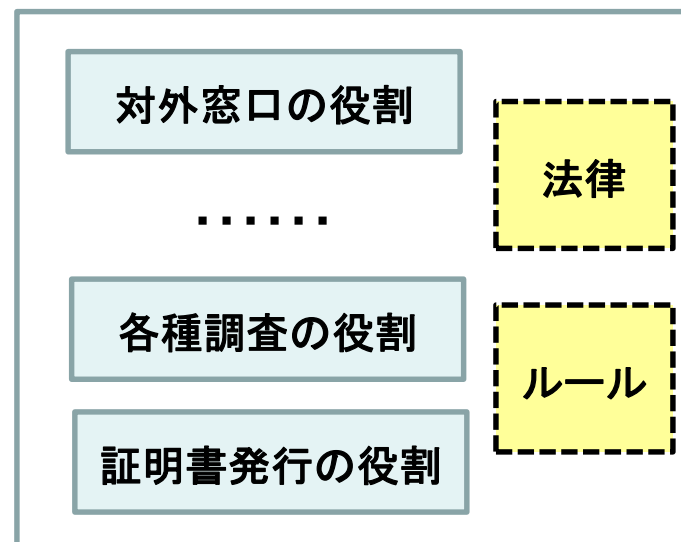 対外窓口の役割
......
各種調査の役割
証明書発行の役割
法律
ルール